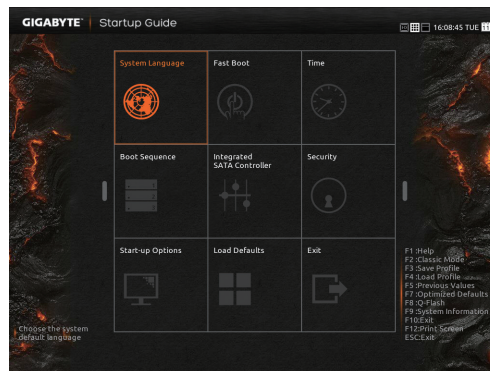 GIGABYTE™ Startup Guide
16:08:45 TUE 11
System Language
Fast Boot
Time
Boot Sequence
Integrated
SATA Controller
Security
Start-up Options
Load Defaults
Exit
Choose the system
default language
F1 :Help
F2 :Classic Mode
F3 :Save Profile
F4 :Load Profile
F5 :Previous Values
F7 :Optimized Defaults
F8 :Q-Flash
F9 :System Information
F10:Exit
F12:Print Screen
ESC:Exit